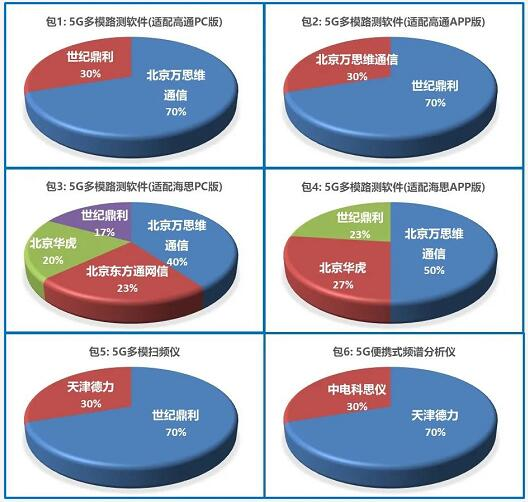 包1: 5G多模路测软件(适配高通PC版)
世纪鼎利
30%
北京万思维
通信
70%
包2: 5G多模路测软件(适配高通APP版)
北京万思维通信
30%
世纪鼎利
70%
包3: 5G多模路测软件(适配海思PC版)
世纪鼎利
17%
北京万思维
通信
40%
北京华虎
20%
北京东方通网信
23%
包4: 5G多模路测软件(适配海思APP版)
世纪鼎利
23%
北京万思维
通信
50%
北京华虎
27%
包5: 5G多模扫频仪
天津德力
30%
世纪鼎利
70%
包6: 5G便携式频谱分析仪
中电科思仪
30%
天津德力
70%